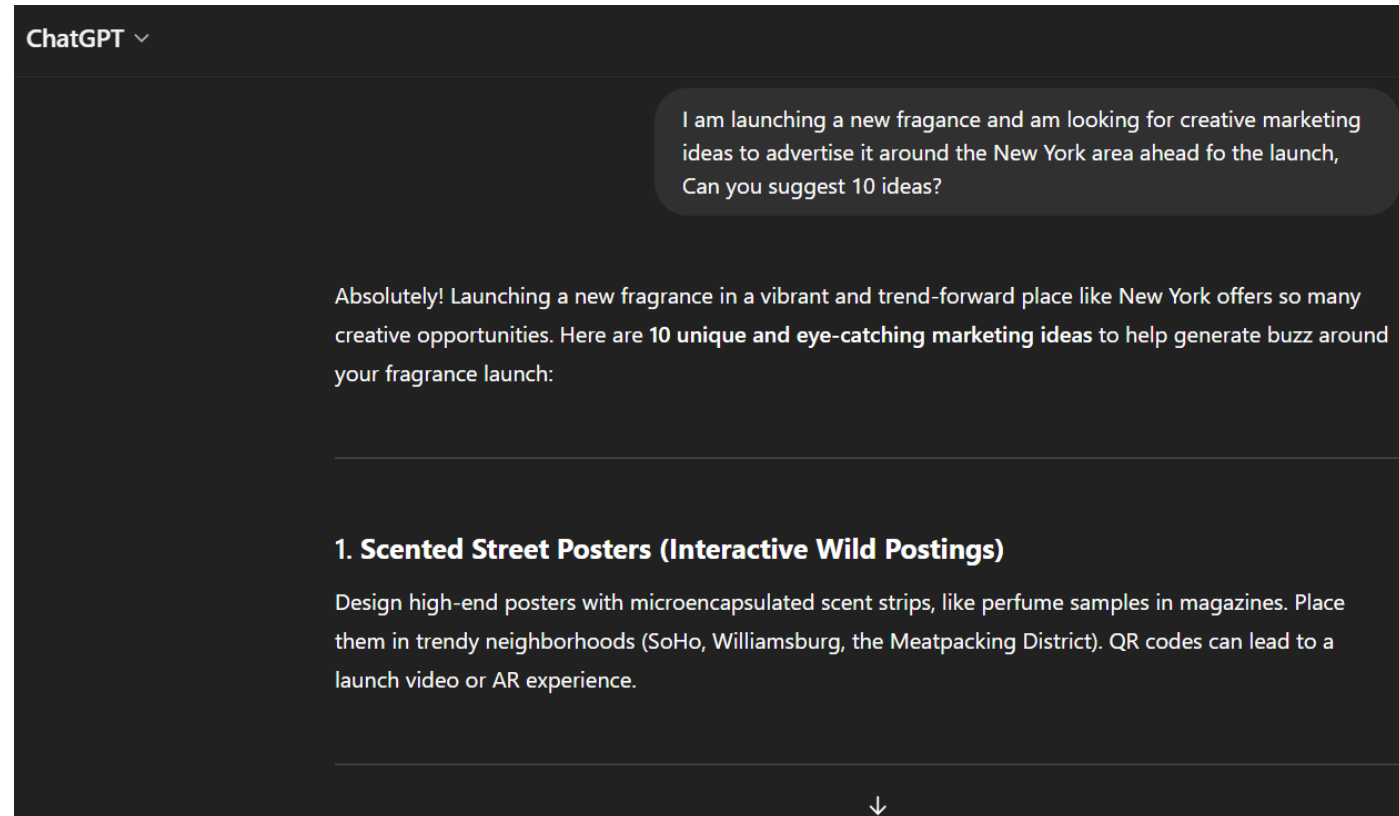 ChatGPT
I am launching a new fragance and am looking for creative marketing
ideas to advertise it around the New York area ahead fo the launch,
Can you suggest 10 ideas?
Absolutely! Launching a new fragrance in a vibrant and trend-forward place like New York offers so many
creative opportunities. Here are 10 unique and eye-catching marketing ideas to help generate buzz around
your fragrance launch:
1. Scented Street Posters (Interactive Wild Postings)
Design high-end posters with microencapsulated scent strips, like perfume samples in magazines. Place
them in trendy neighborhoods (SoHo, Williamsburg, the Meatpacking District). QR codes can lead to a
launch video or AR experience.